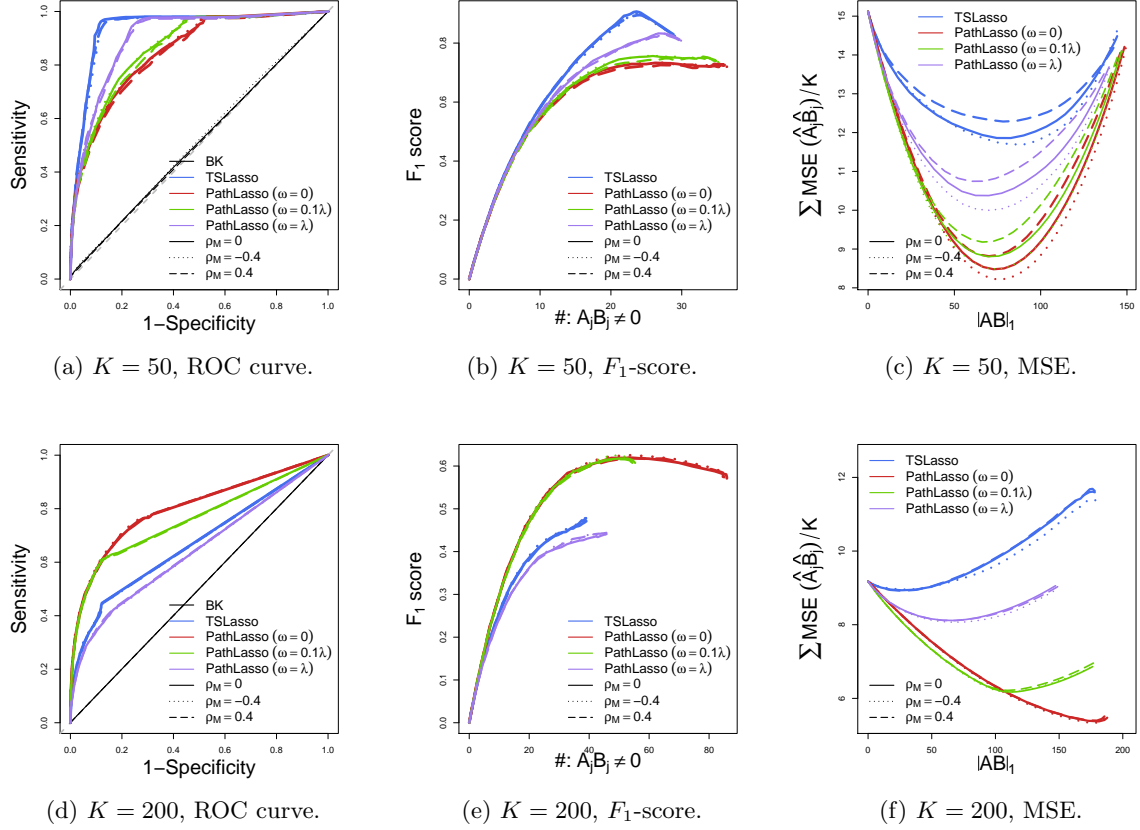 Sensitivity
1.0
0.8
0.6
0.4
0.2
0.0
BK
TSLasso
PathLasso (ω = 0)
PathLasso (ω = 0.1λ)
PathLasso (ω = λ)
ρM = 0
ρM = −0.4
ρM = 0.4
0.0 0.2 0.4 0.6 0.8 1.0
1−Specificity
(a) K = 50, ROC curve.
F1 score
0.8
0.6
0.4
0.2
0.0
TSLasso
PathLasso (ω = 0)
PathLasso (ω = 0.1λ)
PathLasso (ω = λ)
ρM = 0
ρM = −0.4
ρM = 0.4
0 10 20 30
#: AjBj ≠ 0
(b) K = 50, F1-score.
∑MSE (ÂjB̂j)/K
15
14
13
12
11
10
9
8
TSLasso
PathLasso (ω = 0)
PathLasso (ω = 0.1λ)
PathLasso (ω = λ)
ρM = 0
ρM = −0.4
ρM = 0.4
0 50 100 150
|AB|1
(c) K = 50, MSE.
Sensitivity
1.0
0.8
0.6
0.4
0.2
0.0
BK
TSLasso
PathLasso (ω = 0)
PathLasso (ω = 0.1λ)
PathLasso (ω = λ)
ρM = 0
ρM = −0.4
ρM = 0.4
0.0 0.2 0.4 0.6 0.8 1.0
1−Specificity
(d) K = 200, ROC curve.
F1 score
0.6
0.5
0.4
0.3
0.2
0.1
0.0
TSLasso
PathLasso (ω = 0)
PathLasso (ω = 0.1λ)
PathLasso (ω = λ)
ρM = 0
ρM = −0.4
ρM = 0.4
0 20 40 60 80
#: AjBj ≠ 0
(e) K = 200, F1-score.
∑MSE (ÂjB̂j)/K
12
10
8
6
TSLasso
PathLasso (ω = 0)
PathLasso (ω = 0.1λ)
PathLasso (ω = λ)
ρM = 0
ρM = −0.4
ρM = 0.4
0 50 100 150 200
|AB|1
(f) K = 200, MSE.